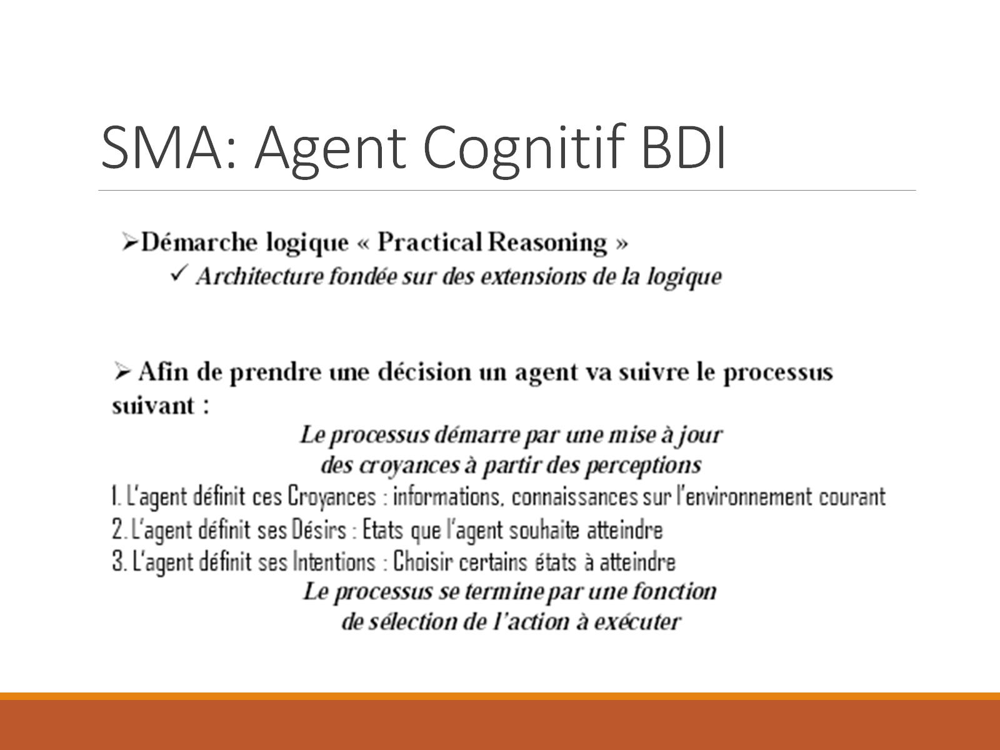 SMA: Agent Cognitif BDI
➢Démarche logique « Practical Reasoning »
✓ Architecture fondée sur des extensions de la logique
➢ Afin de prendre une décision un agent va suivre le processus
suivant :
Le processus démarre par une mise à jour
des croyances à partir des perceptions
1. L'agent définit ces Croyances : informations, connaissances sur l'environnement courant
2. L'agent définit ses Désirs : Etats que l'agent souhaite atteindre
3. L'agent définit ses Intentions : Choisir certains états à atteindre
Le processus se termine par une fonction
de sélection de l'action à exécuter